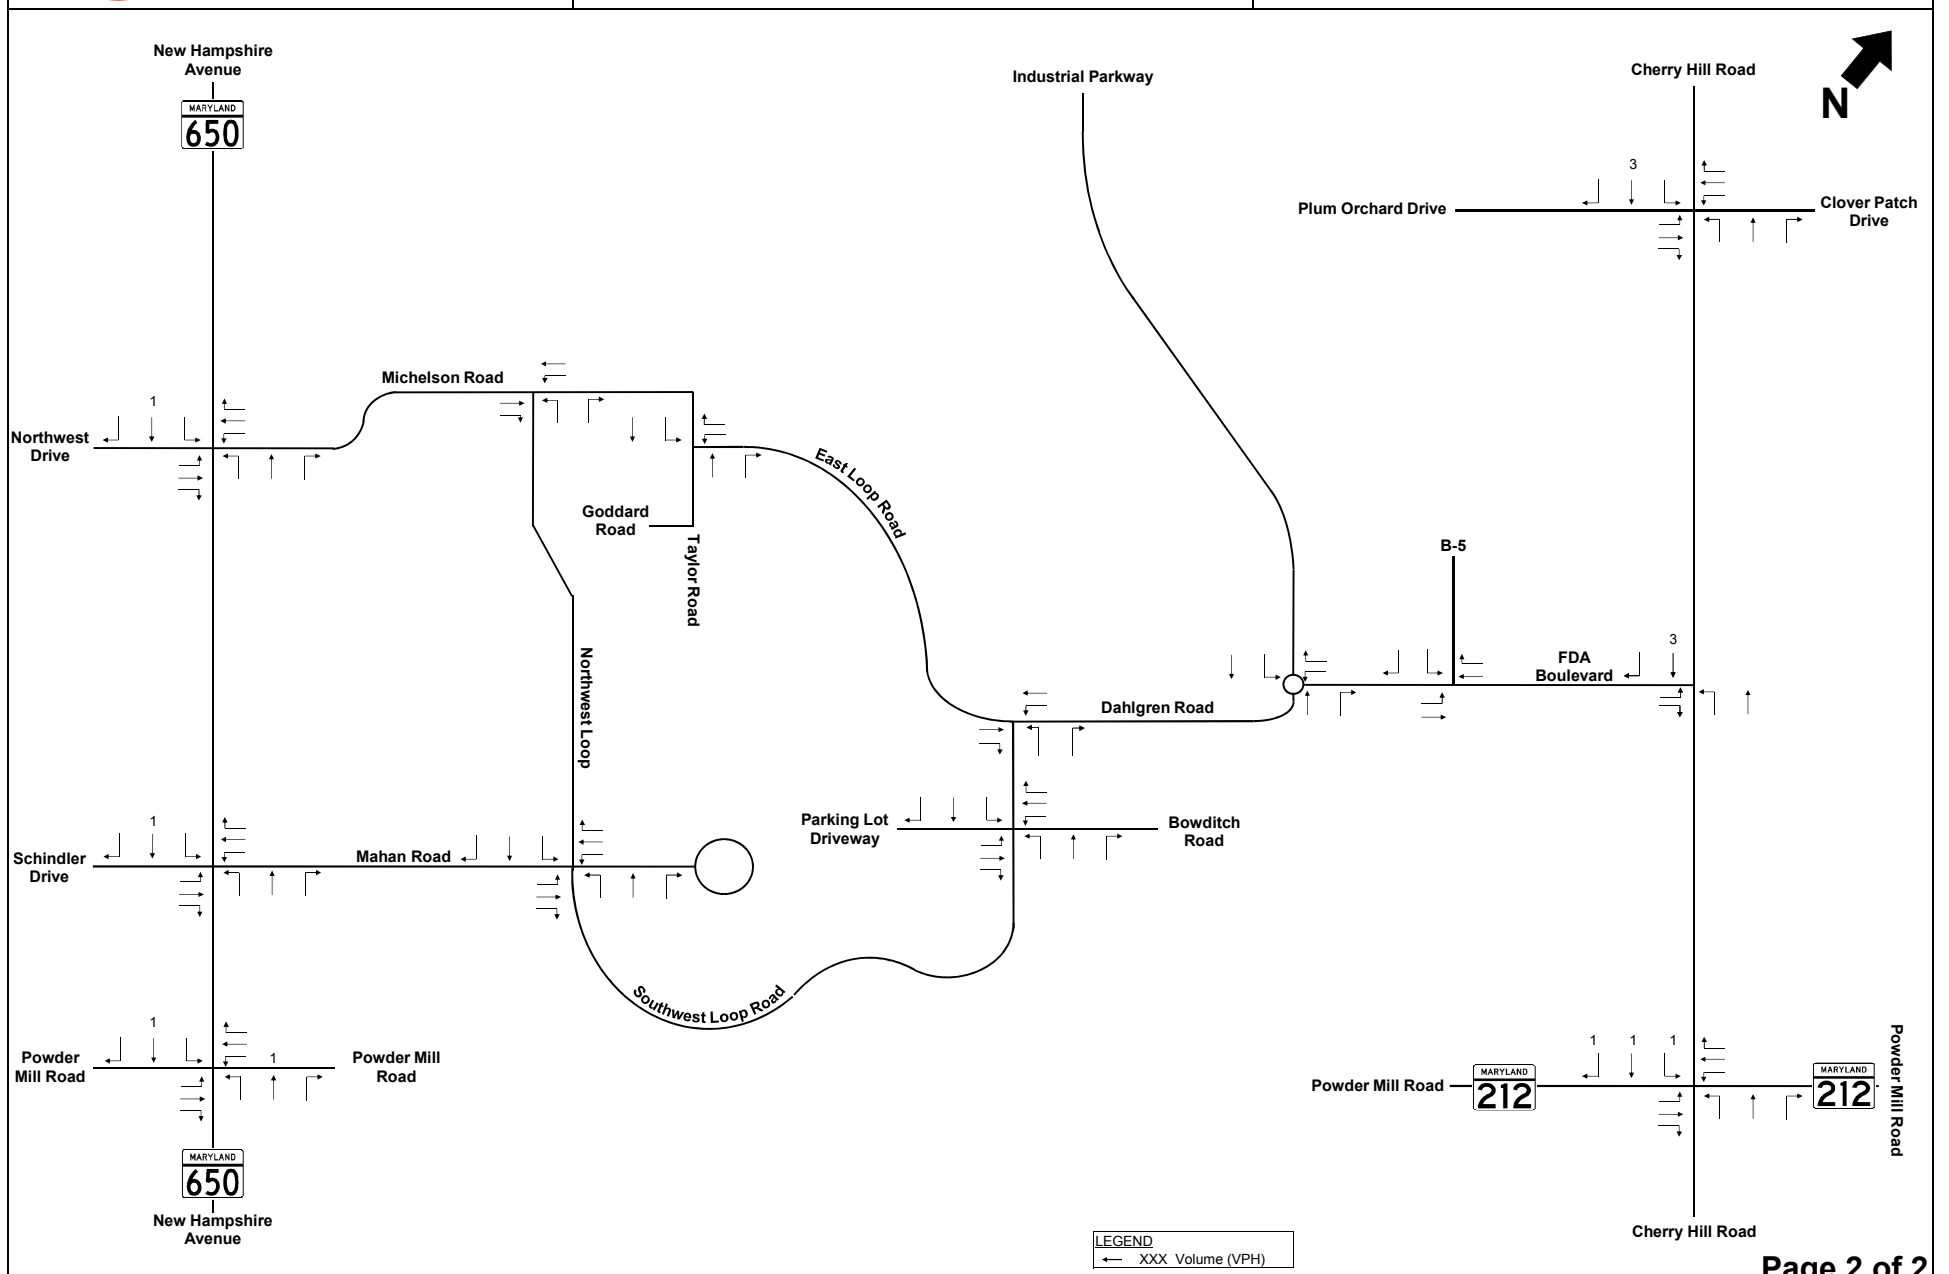 New Hampshire
Avenue
MARYLAND
650
Industrial Parkway
Cherry Hill Road
N
3
Plum Orchard Drive
Clover Patch
Drive
Michelson Road
1
Northwest
Drive
East Loop Road
Goddard
Road
Taylor Road
B-5
Northwest Loop
3
FDA
Boulevard
Dahlgren Road
1
Schindler
Drive
Mahan Road
Parking Lot
Driveway
Bowditch
Road
Southwest Loop Road
1
1
Powder
Mill Road
Powder Mill
Road
1 1 1
Powder Mill Road
MARYLAND
212
MARYLAND
212
Powder Mill Road
MARYLAND
650
New Hampshire
Avenue
Cherry Hill Road
LEGEND
XXX Volume (VPH)
Page 2 of 2